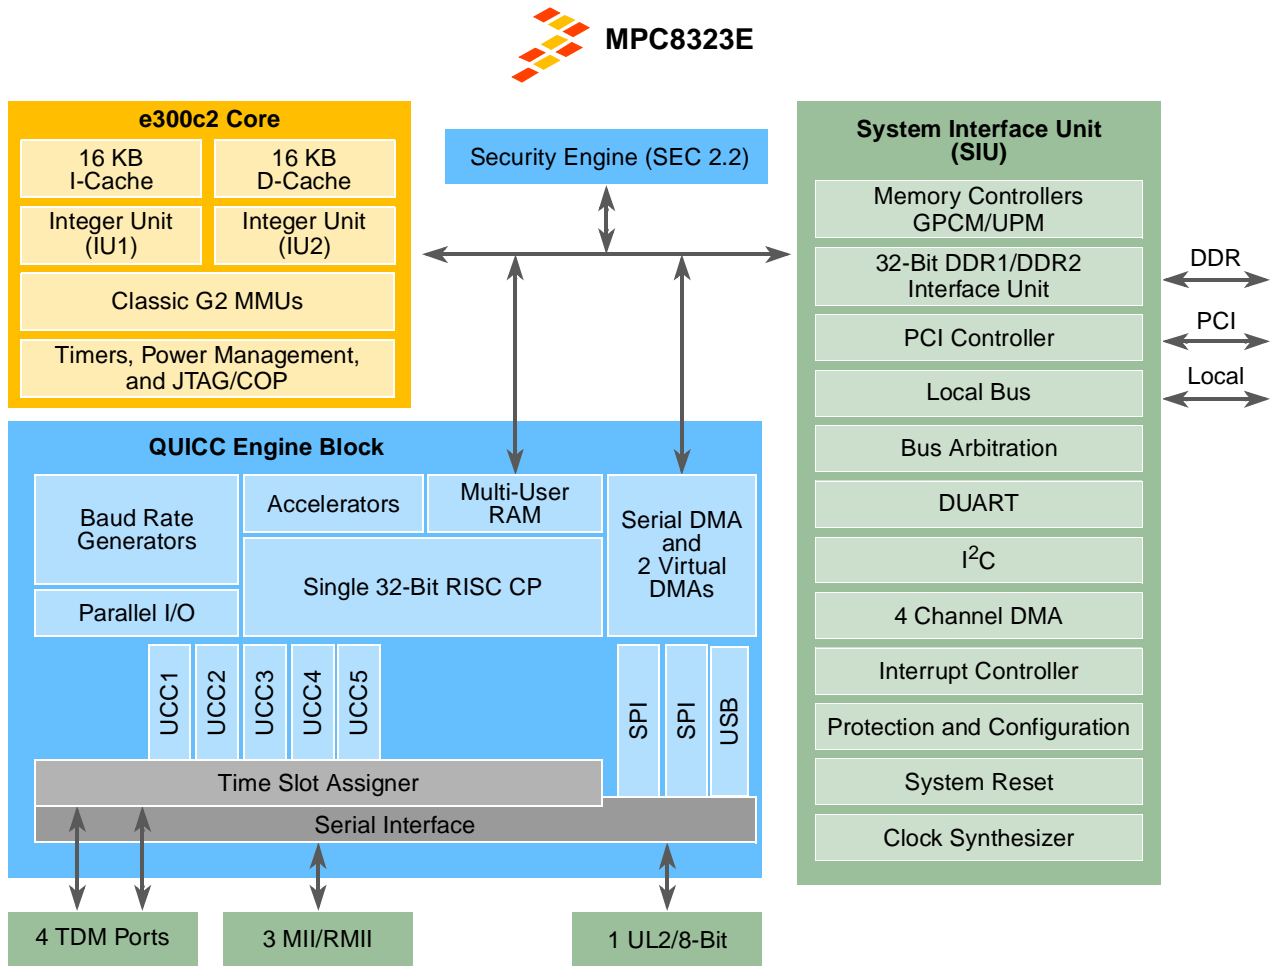 MPC8323E
e300c2 Core
16 KB
I-Cache
16 KB
D-Cache
Integer Unit
(IU1)
Integer Unit
(IU2)
Classic G2 MMUs
Timers, Power Management,
and JTAG/COP
Security Engine (SEC 2.2)
System Interface Unit
(SIU)
Memory Controllers
GPCM/UPM
32-Bit DDR1/DDR2
Interface Unit
PCI Controller
Local Bus
Bus Arbitration
DUART
I²C
4 Channel DMA
Interrupt Controller
Protection and Configuration
System Reset
Clock Synthesizer
DDR
PCI
Local
QUICC Engine Block
Baud Rate
Generators
Parallel I/O
Accelerators
Multi-User
RAM
Single 32-Bit RISC CP
Serial DMA
and
2 Virtual
DMAs
UCC1
UCC2
UCC3
UCC4
UCC5
SPI
SPI
USB
Time Slot Assigner
Serial Interface
4 TDM Ports
3 MII/RMII
1 UL2/8-Bit